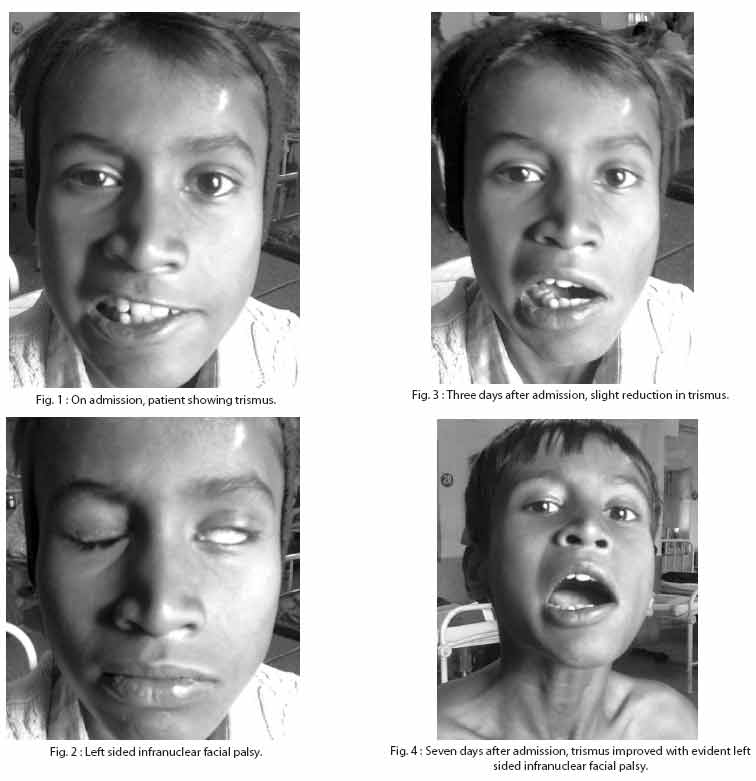 Fig. 1 : On admission, patient showing trismus.
Fig. 3 : Three days after admission, slight reduction in trismus.
Fig. 2 : Left sided infranuclear facial palsy.
Fig. 4 : Seven days after admission, trismus improved with evident left
sided infranuclear facial palsy.